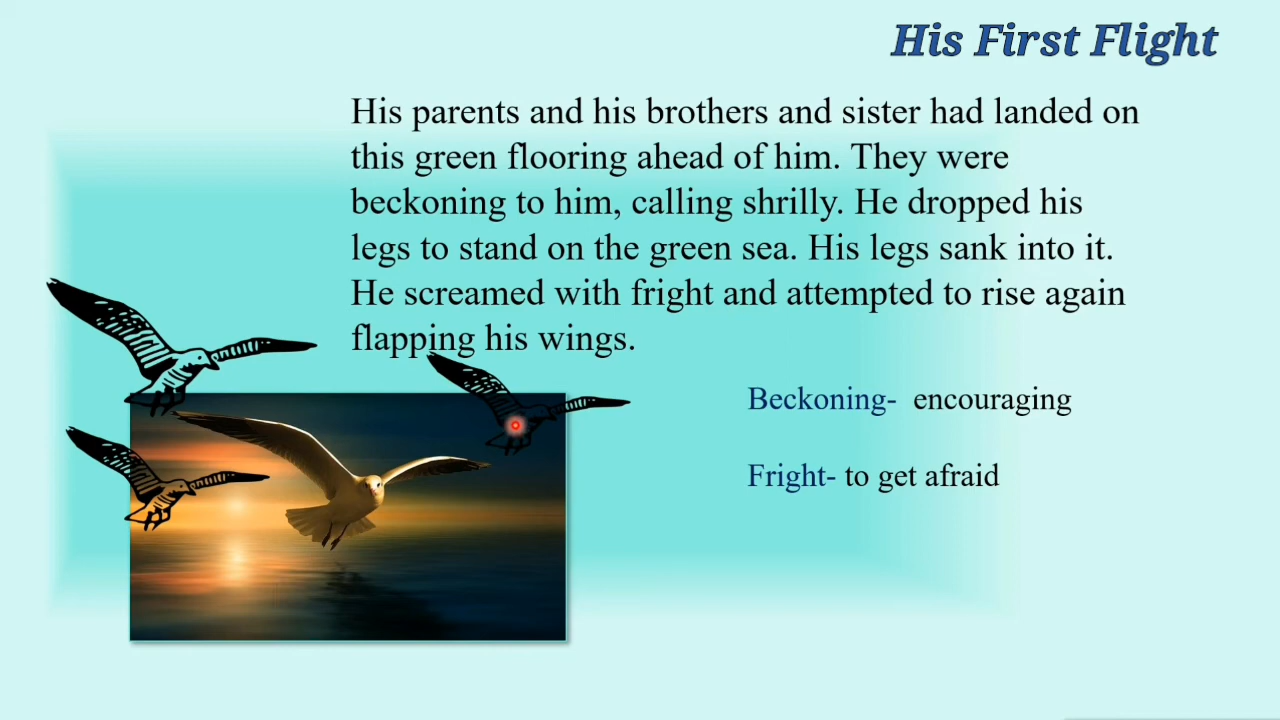 His First Flight
His parents and his brothers and sister had landed on
this green flooring ahead of him. They were
beckoning to him, calling shrilly. He dropped his
legs to stand on the green sea. His legs sank into it.
He screamed with fright and attempted to rise again
flapping his wings.
Beckoning- encouraging
Fright- to get afraid